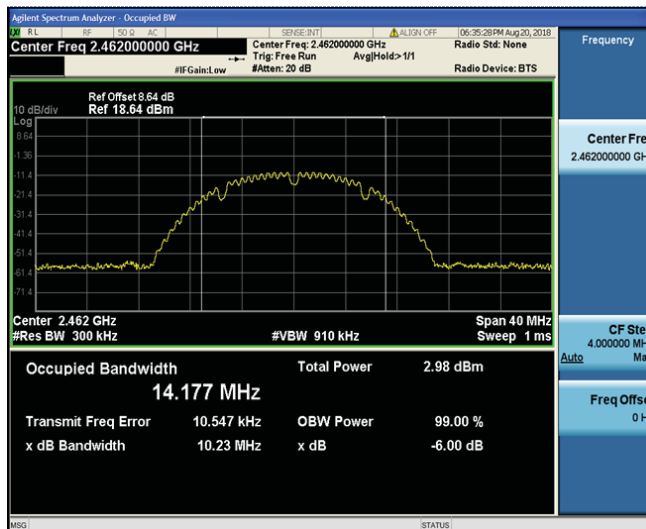 Agilent Spectrum Analyzer - Occupied BW
RL RF 50 Ω AC SENSE:INT ALIGN OFF 06:35:28 PM Aug 20, 2018
Center Freq 2.462000000 GHz Center Freq: 2.462000000 GHz Radio Std: None
Trig: Free Run Avg|Hold:>1/1
#IFGain:Low #Atten: 20 dB Radio Device: BTS
Frequency
Ref Offset 8.64 dB
10 dB/div Ref 18.64 dBm
Log
8.64
-1.36
-11.4
-21.4
-31.4
-41.4
-51.4
-61.4
-71.4
Center 2.462 GHz Span 40 MHz
#Res BW 300 kHz #VBW 910 kHz Sweep 1 ms
Occupied Bandwidth Total Power 2.98 dBm
14.177 MHz
Transmit Freq Error 10.547 kHz OBW Power 99.00 %
x dB Bandwidth 10.23 MHz x dB -6.00 dB
Center Fre
2.462000000 GH
CF Ste
4.000000 MH
Auto Ma
Freq Offse
0 H
MSG STATUS